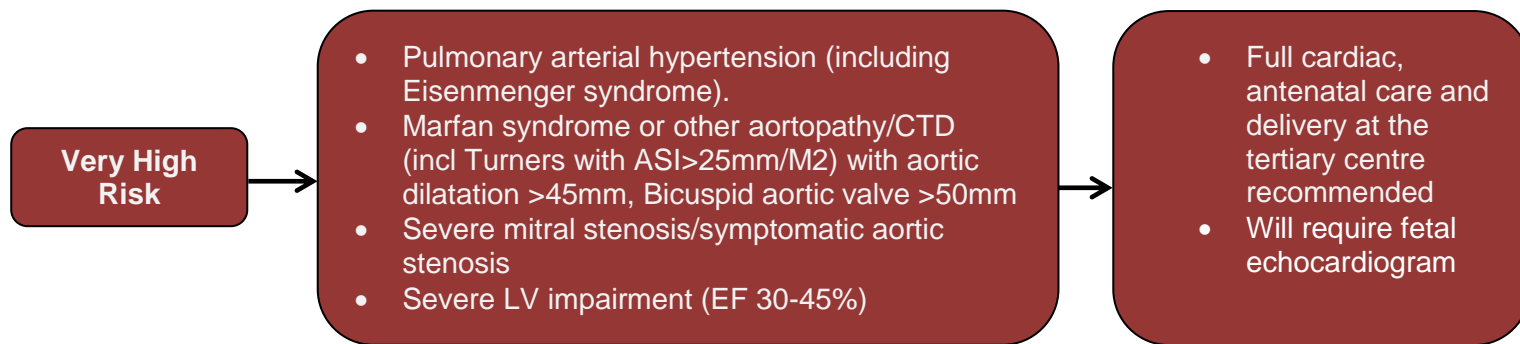 Very High
Risk
• Pulmonary arterial hypertension (including
Eisenmenger syndrome).
• Marfan syndrome or other aortopathy/CTD
(incl Turners with ASI>25mm/M2) with aortic
dilatation >45mm, Bicuspid aortic valve >50mm
• Severe mitral stenosis/symptomatic aortic
stenosis
• Severe LV impairment (EF 30-45%)
• Full cardiac,
antenatal care and
delivery at the
tertiary centre
recommended
• Will require fetal
echocardiogram